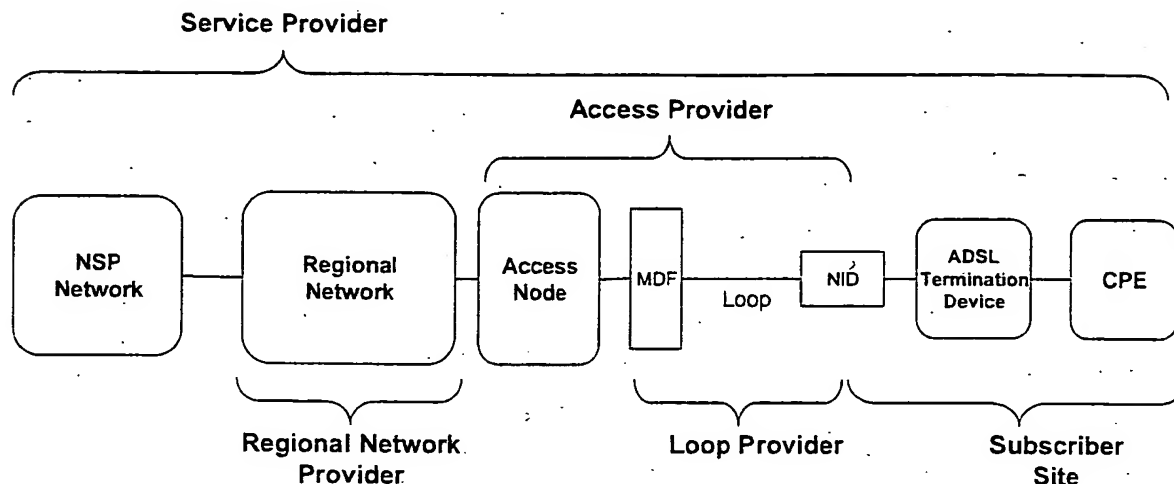 Service Provider
Access Provider
NSP
Network
Regional
Network
Access
Node
MDF
Loop
NID
ADSL
Termination
Device
CPE
Regional Network
Provider
Loop Provider
Subscriber
Site